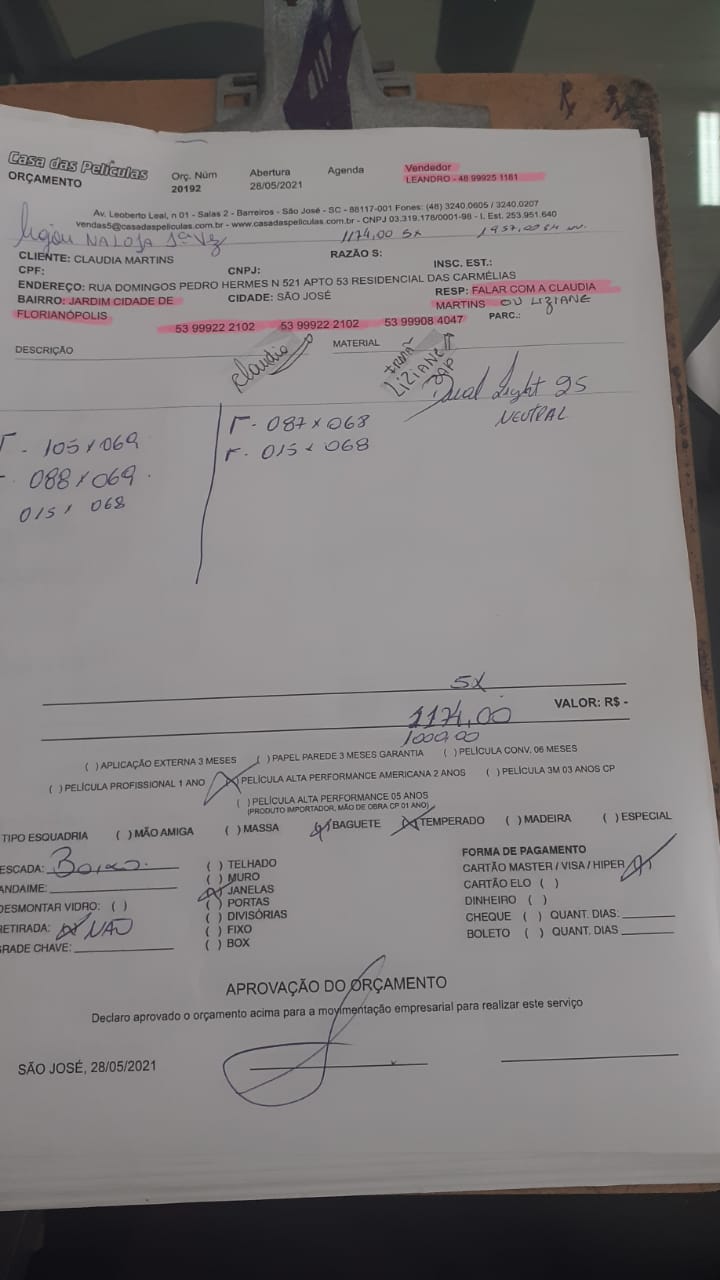 Casa das Películas
ORÇAMENTO
Orç. Núm
20192
Abertura
28/05/2021
Agenda
Vendedor
LEANDRO - 48 99925 1181
Av. Leoberto Leal, n 01 - Salas 2 - Barreiros - São José - SC - 88117-001 Fones: (48) 3240.0605 / 3240.0207
vendas5@casadaspeliculas.com.br - www.casadaspeliculas.com.br - CNPJ 03.319.178/0001-98 - I. Est. 253.951.640
NA LOJA 1ª VEZ
1174,00 5X
CLIENTE: CLAUDIA MARTINS
RAZÃO S:
CPF:
CNPJ:
INSC. EST.:
ENDEREÇO: RUA DOMINGOS PEDRO HERMES N 521 APTO 53 RESIDENCIAL DAS CARMÉLIAS
BAIRRO: JARDIM CIDADE DE FLORIANÓPOLIS
CIDADE: SÃO JOSÉ
RESP: FALAR COM A CLAUDIA MARTINS OU LIZIANE
PARC.:
53 99922 2102 53 99922 2102 53 99908 4047
DESCRIÇÃO
Claudia
MATERIAL
IRMÃ
LIZIANE
ZAP
Dual Light 25
NEUTRAL
- 105 x 069
- 088 x 069
015 x 068
- 087 x 068
- 015 x 068
5X
1174,00
VALOR: R$ -
1000.00
( ) APLICAÇÃO EXTERNA 3 MESES ( ) PAPEL PAREDE 3 MESES GARANTIA ( ) PELÍCULA CONV. 06 MESES
( ) PELÍCULA PROFISSIONAL 1 ANO (X) PELÍCULA ALTA PERFORMANCE AMERICANA 2 ANOS ( ) PELÍCULA 3M 03 ANOS CP
( ) PELÍCULA ALTA PERFORMANCE 05 ANOS
(PRODUTO IMPORTADOR, MÃO DE OBRA CP 01 ANO)
TIPO ESQUADRIA ( ) MÃO AMIGA ( ) MASSA (X) BAGUETE (X) TEMPERADO ( ) MADEIRA ( ) ESPECIAL
ESCADA:
ANDAIME:
DESMONTAR VIDRO: ( )
RETIRADA: (X) NÃO
GRADE CHAVE:
( ) TELHADO
( ) MURO
(X) JANELAS
( ) PORTAS
( ) DIVISÓRIAS
( ) FIXO
( ) BOX
FORMA DE PAGAMENTO
CARTÃO MASTER / VISA / HIPER (X)
CARTÃO ELO ( )
DINHEIRO ( )
CHEQUE ( ) QUANT. DIAS:
BOLETO ( ) QUANT. DIAS
APROVAÇÃO DO ORÇAMENTO
Declaro aprovado o orçamento acima para a movimentação empresarial para realizar este serviço
SÃO JOSÉ, 28/05/2021